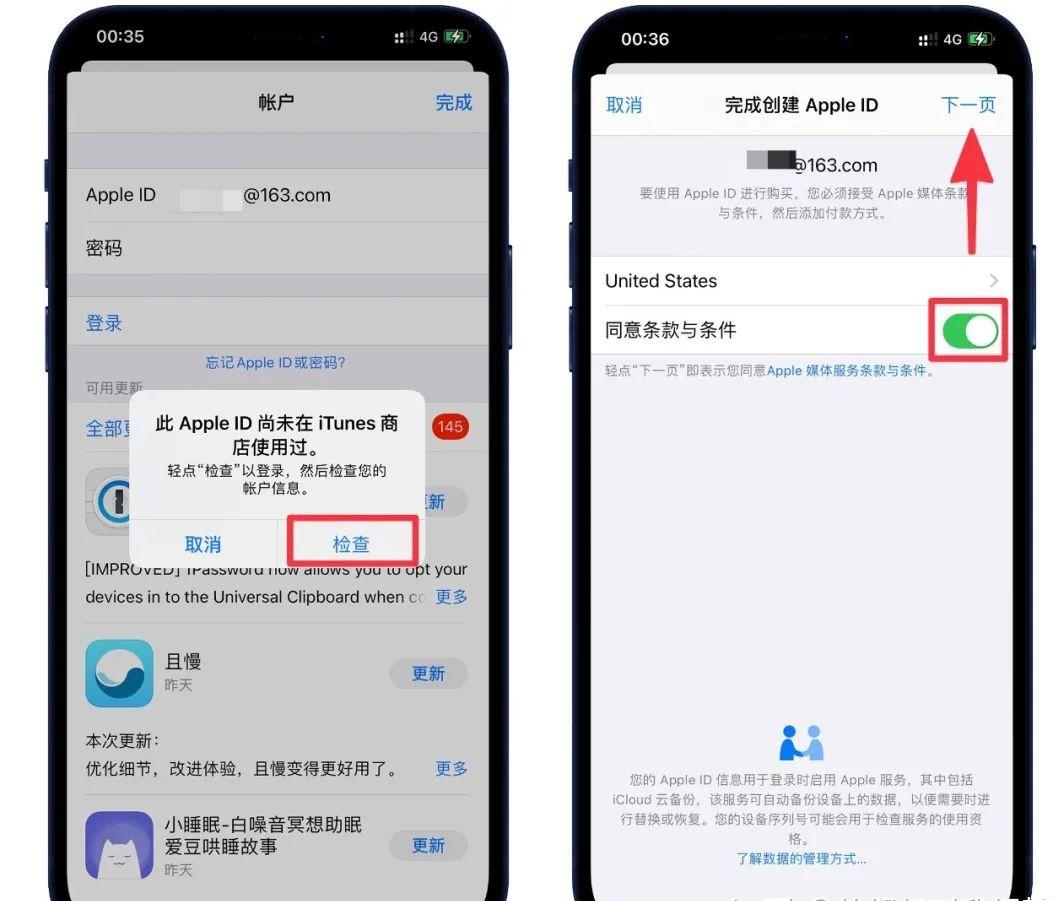 00:35
4G
帐户
完成
Apple ID
@163.com
密码
登录
忘记 Apple ID 或密码?
可用更新
全部
145
此 Apple ID 尚未在 iTunes 商
店使用过。
轻点“检查”以登录，然后检查您的
帐户信息。
取消
检查
新
[IMPROVED] 1Password now allows you to opt your
devices in to the Universal Clipboard when
更多
且慢
昨天
更新
本次更新：
优化细节，改进体验，且慢变得更好用了。
更多
小睡眠-白噪音冥想助眠
爱豆哄睡故事
昨天
更新
00:36
4G
取消
完成创建 Apple ID
下一页
@163.com
要使用 Apple ID 进行购买，您必须接受 Apple 媒体条款
与条件，然后添加付款方式。
United States
同意条款与条件
轻点“下一页”即表示您同意Apple 媒体服务条款与条件。
您的 Apple ID 信息用于登录时启用 Apple 服务，其中包括
iCloud 云备份，该服务可自动备份设备上的数据，以便需要时进
行替换或恢复。您的设备序列号可能会用于检查服务的使用资
格。
了解数据的管理方式...